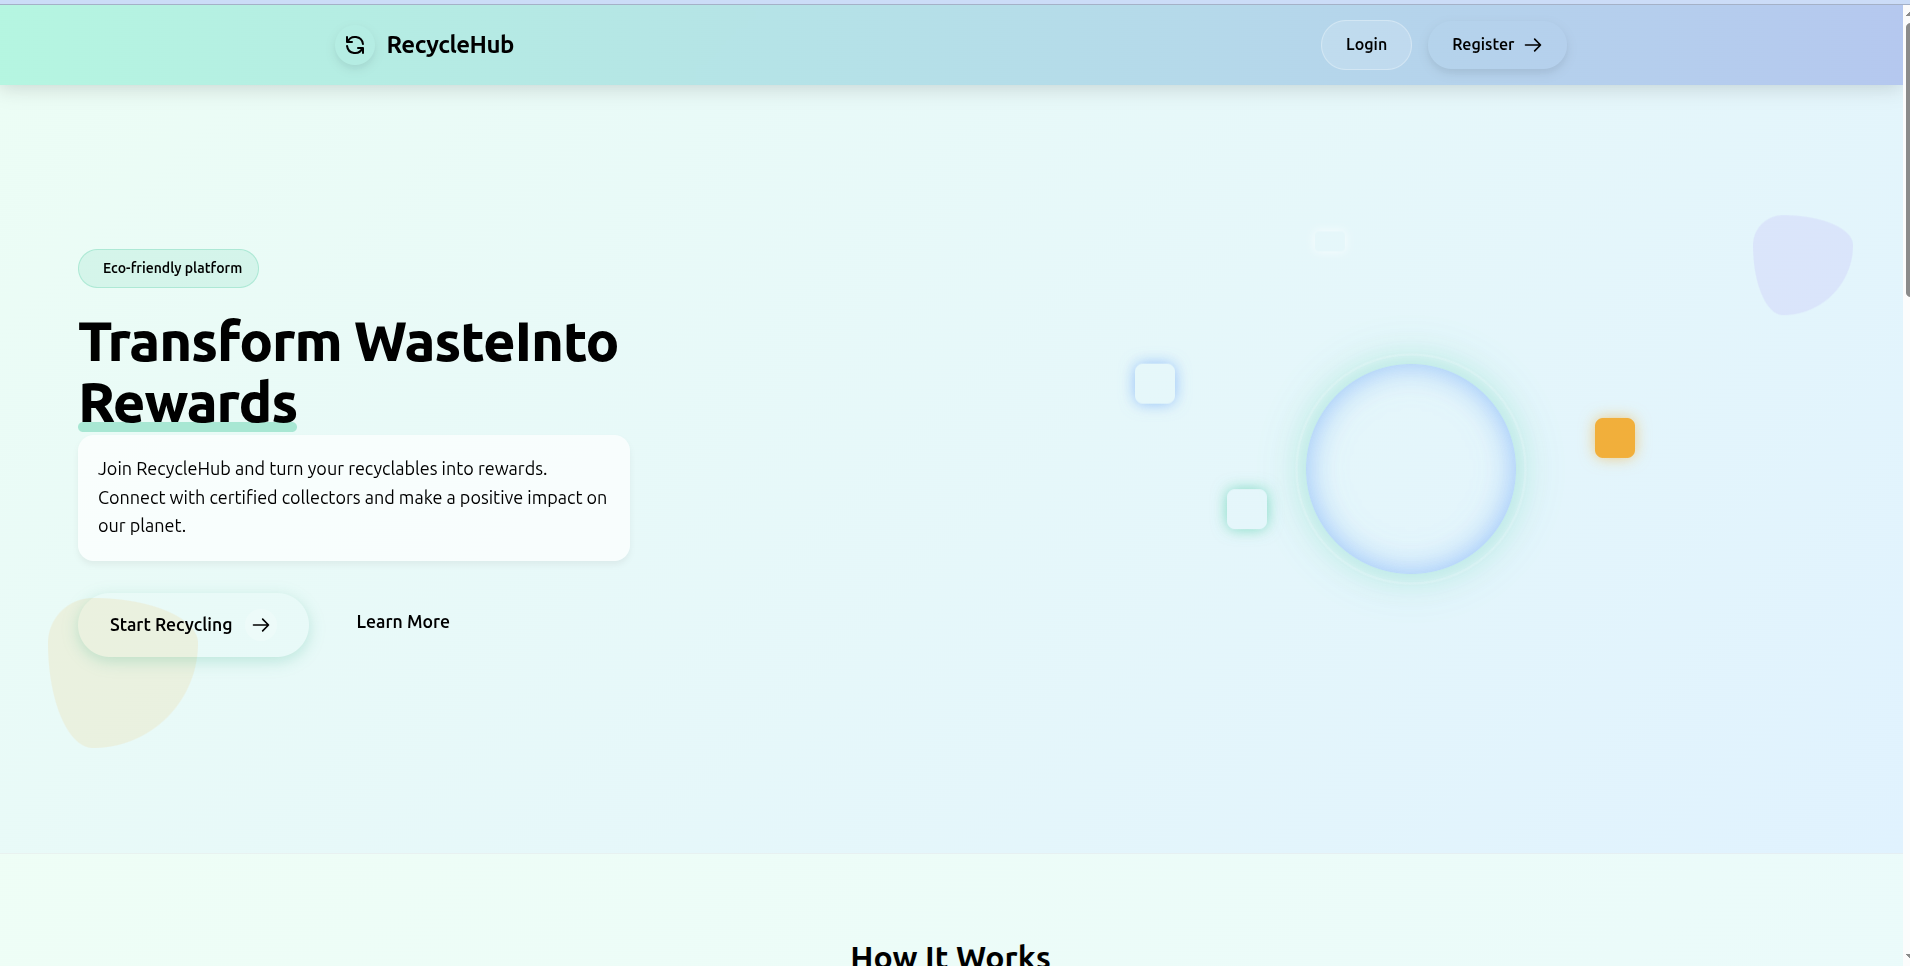 RecycleHub
Login
Register
Eco-friendly platform
Transform WasteInto
Rewards
Join RecycleHub and turn your recyclables into rewards.
Connect with certified collectors and make a positive impact on
our planet.
Start Recycling
Learn More
How It Works